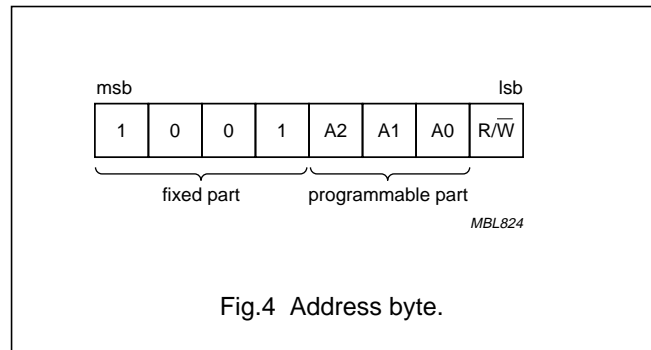 msb lsb
1 0 0 1 A2 A1 A0 R/W̅
fixed part programmable part
MBL824
Fig.4 Address byte.